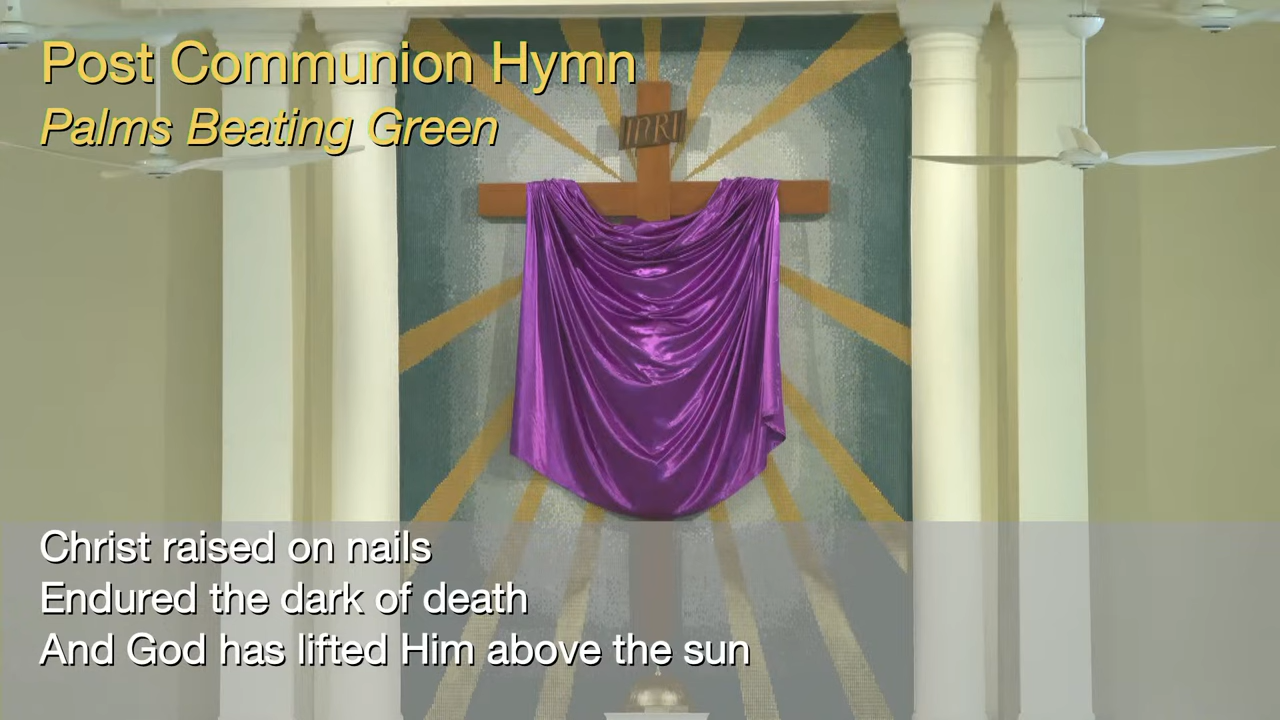 Post Communion Hymn
Palms Beating Green
INRI
Christ raised on nails
Endured the dark of death
And God has lifted Him above the sun